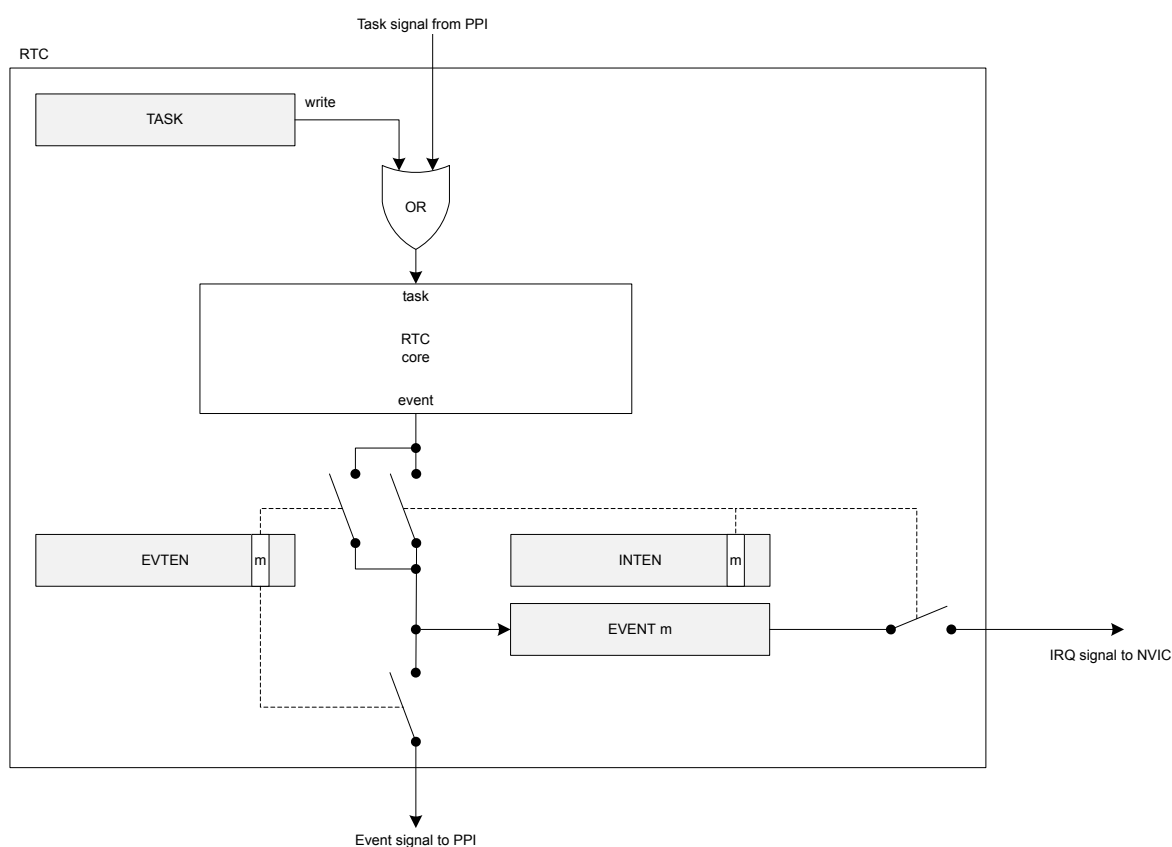 Task signal from PPI
RTC
write
TASK
OR
task
RTC
core
event
EVTEN
m
INTEN
m
EVENT m
IRQ signal to NVIC
Event signal to PPI